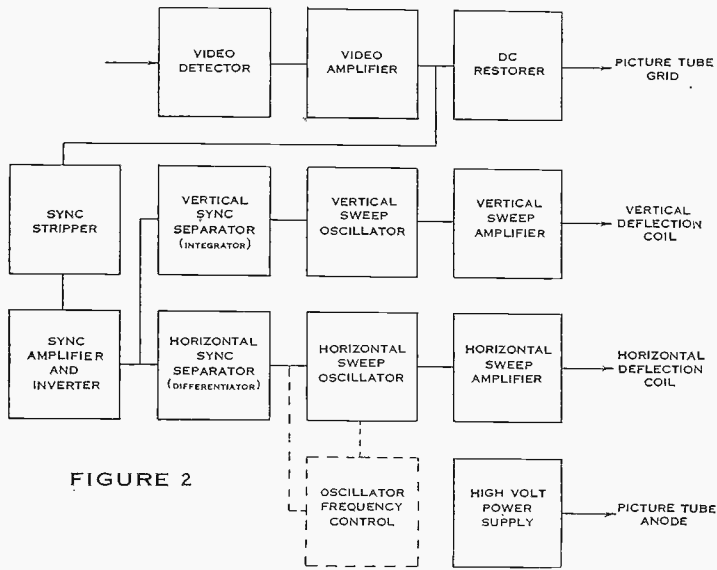 VIDEO
DETECTOR
VIDEO
AMPLIFIER
DC
RESTORER
PICTURE TUBE
GRID
SYNC
STRIPPER
VERTICAL
SYNC
SEPARATOR
(INTEGRATOR)
VERTICAL
SWEEP
OSCILLATOR
VERTICAL
SWEEP
AMPLIFIER
VERTICAL
DEFLECTION
COIL
SYNC
AMPLIFIER
AND
INVERTER
HORIZONTAL
SYNC
SEPARATOR
(DIFFERENTIATOR)
HORIZONTAL
SWEEP
OSCILLATOR
HORIZONTAL
SWEEP
AMPLIFIER
HORIZONTAL
DEFLECTION
COIL
FIGURE 2
OSCILLATOR
FREQUENCY
CONTROL
HIGH VOLT
POWER
SUPPLY
PICTURE TUBE
ANODE